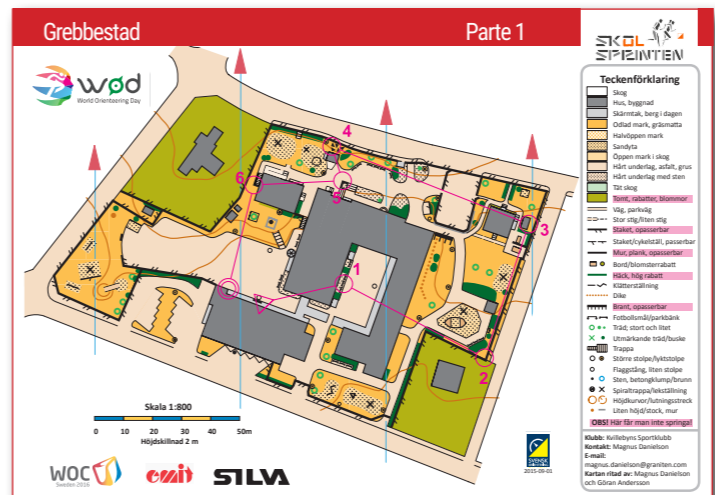 Grebbestad
Parte 1
SKOL
SPRINTEN
wød
World Orienteering Day
4
6
5
3
1
2
Skala 1:800
0 10 20 30 40 50m
Höjdskillnad 2 m
WOC
Sweden 2016
emit
SILVA
SVENSK
2015-09-01
Teckenförklaring
Skog
Hus, byggnad
Skärmtak, berg i dagen
Odlad mark, gräsmatta
Halvöppen mark
Sandyta
Öppen mark i skog
Hårt underlag, asfalt, grus
Hårt underlag med sten
Tät skog
Tomt, rabatter, blommor
Väg, parkväg
Stor stig/liten stig
Staket, opasserbar
Staket/cykelställ, passerbar
Mur, plank, opasserbar
Bord/blomsterrabatt
Häck, hög rabatt
Klätterställning
Dike
Brant, opasserbar
Fotbollsmål/parkbänk
Träd; stort och litet
Utmärkande träd/buske
Trappa
Större stolpe/lyktstolpe
Flaggstång, liten stolpe
Sten, betongklump/brunn
Spiraltrappa/lekställning
Höjdkurvor/lutningsstreck
Liten höjd/stock, mur
OBS! Här får man inte springa!
Klubb: Kvillebyns Sportklubb
Kontakt: Magnus Danielson
E-mail:
magnus.danielson@graniten.com
Kartan ritad av: Magnus Danielson
och Göran Andersson